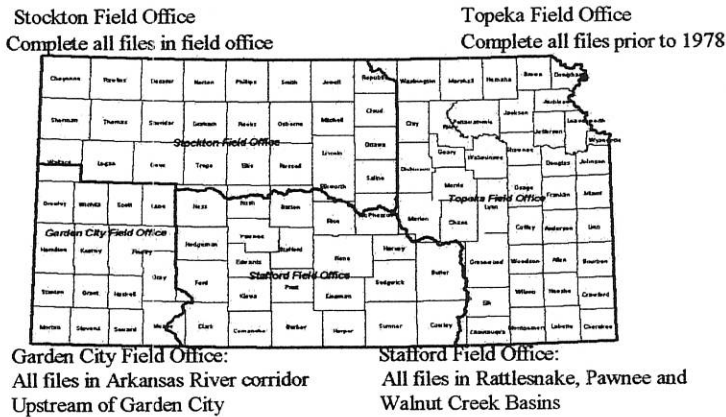 Stockton Field Office
Complete all files in field office
Topeka Field Office
Complete all files prior to 1978
Cheyenne Rawlins Decatur Norton Phillips Smith Jewell Republic Washington Marshall Nemaha Brown Doniphan
Cloud Clay Pottawatomie Jackson Atchison
Sherman Thomas Sheridan Graham Rooks Osborne Mitchell Ottawa Riley Jefferson Leavenworth
Stockton Field Office
Wyandotte
Geary Wabaunsee Shawnee Douglas Johnson
Wallace Logan Gove Trego Ellis Russell Lincoln Saline Dickinson
Ellsworth Morris Osage Franklin Miami
Topeka Field Office
Greeley Wichita Scott Lane Ness Rush Barton Rice McPherson Marion Chase Lyon Coffey Anderson Linn
Garden City Field Office
Pawnee
Hamilton Kearny Finney Hodgeman Stafford Reno Harvey
Edwards
Stafford Field Office
Greenwood Woodson Allen Bourbon
Gray Ford Kiowa Pratt Kingman Sedgwick Butler
Stanton Grant Haskell Elk Wilson Neosho Crawford
Morton Stevens Seward Meade Clark Comanche Barber Harper Sumner Cowley Chautauqua Montgomery Labette Cherokee
Garden City Field Office:
All files in Arkansas River corridor
Upstream of Garden City
Stafford Field Office:
All files in Rattlesnake, Pawnee and
Walnut Creek Basins